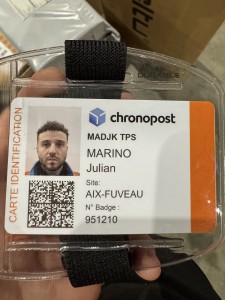 CARTE IDENTIFICATION
chronopost
MADJK TPS
MARINO
Julian
Site:
AIX-FUVEAU
N° Badge :
951210